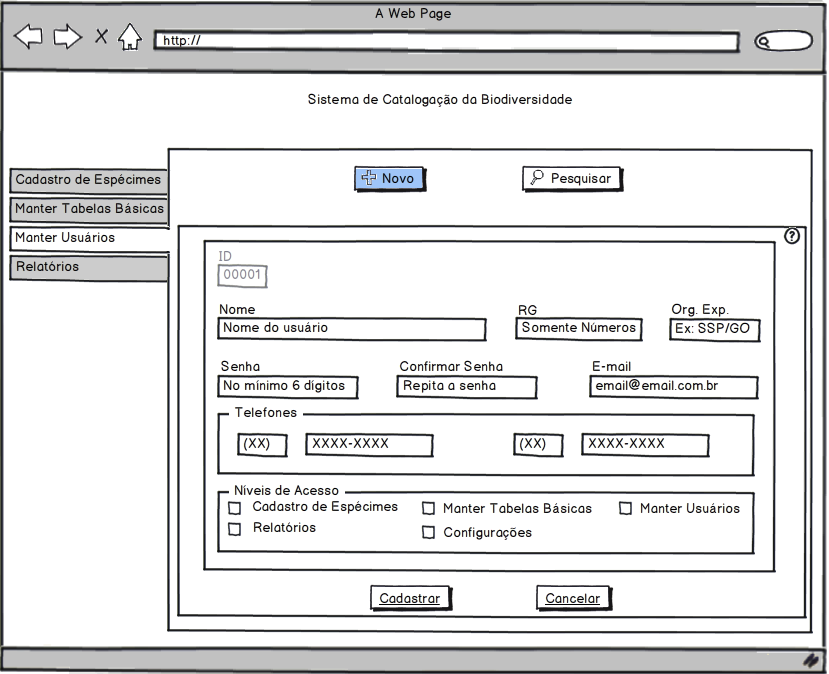 A Web Page
http://
Sistema de Catalogação da Biodiversidade
Novo
Pesquisar
Cadastro de Espécimes
Manter Tabelas Básicas
Manter Usuários
Relatórios
?
ID
00001
Nome RG Org. Exp.
Nome do usuário Somente Números Ex: SSP/GO
Senha Confirmar Senha E-mail
No mínimo 6 dígitos Repita a senha email@email.com.br
Telefones
(XX) XXXX-XXXX (XX) XXXX-XXXX
Níveis de Acesso
Cadastro de Espécimes Manter Tabelas Básicas Manter Usuários
Relatórios Configurações
Cadastrar Cancelar